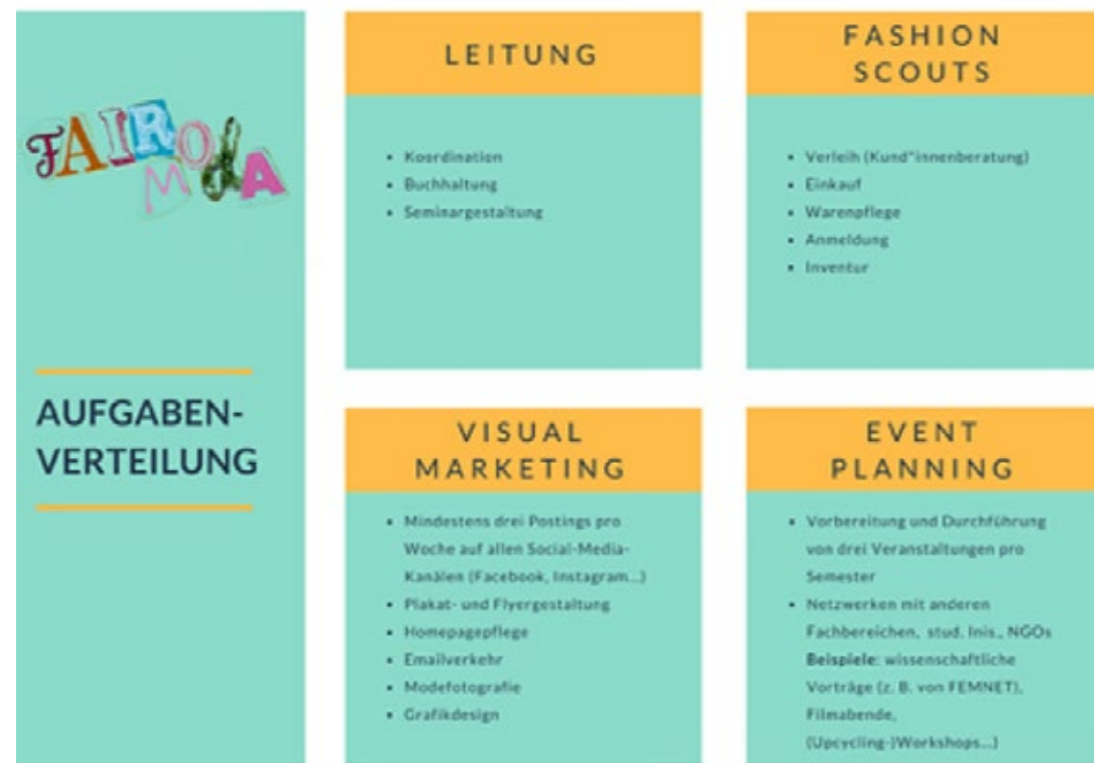 FAIRO
MODA
AUFGABEN-
VERTEILUNG
LEITUNG
• Koordination
• Buchhaltung
• Seminargestaltung
FASHION
SCOUTS
• Verleih (Kund*innenberatung)
• Einkauf
• Warenpflege
• Anmeldung
• Inventur
VISUAL
MARKETING
• Mindestens drei Postings pro
Woche auf allen Social-Media-
Kanälen (Facebook, Instagram...)
• Plakat- und Flyergestaltung
• Homepagepflege
• Emailverkehr
• Modefotografie
• Grafikdesign
EVENT
PLANNING
• Vorbereitung und Durchführung
von drei Veranstaltungen pro
Semester
• Netzwerken mit anderen
Fachbereichen, stud. Inis., NGOs
Beispiele: wissenschaftliche
Vorträge (z. B. von FEMNET),
Filmabende,
(Upcycling-)Workshops...)